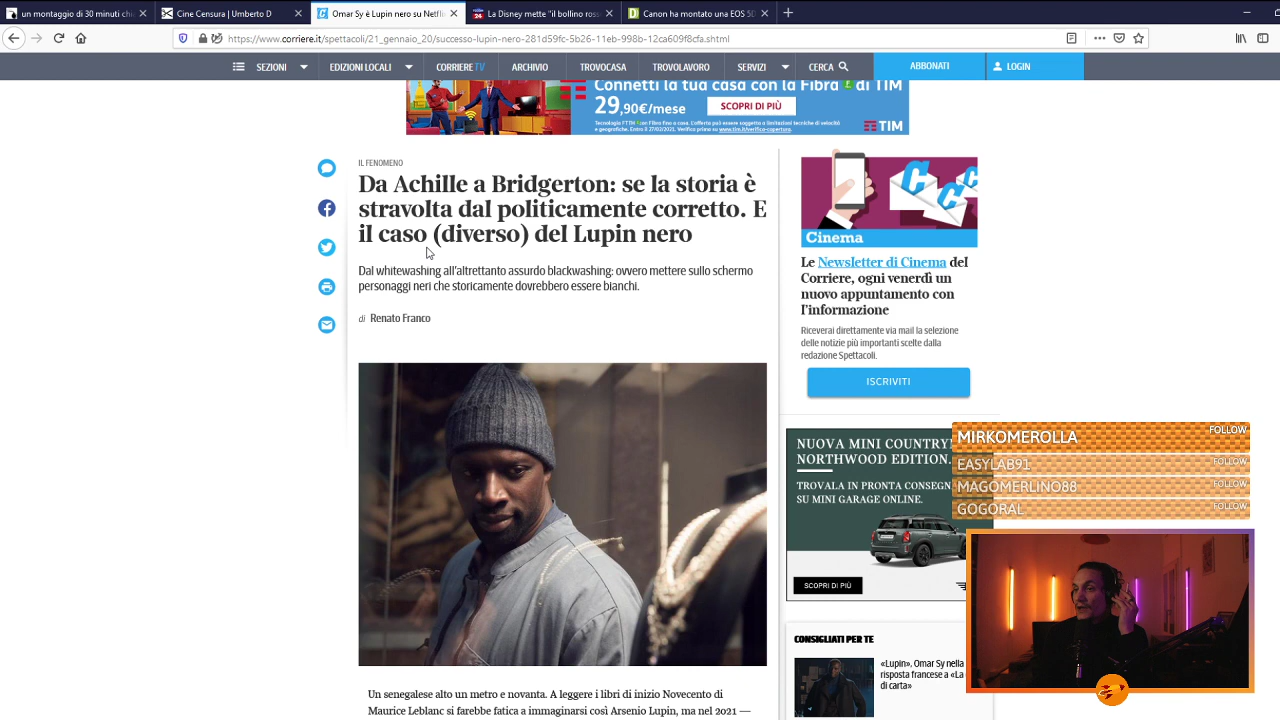 un montaggio di 30 minuti chi
Cine Censura | Umberto D
Omar Sy è Lupin nero su Netfli
La Disney mette "il bollino ross
Canon ha montato una EOS 5D
https://www.corriere.it/spettacoli/21_gennaio_20/successo-lupin-nero-281d59fc-5b26-11eb-998b-12ca609f8cfa.shtml
SEZIONI
EDIZIONI LOCALI
CORRIERE TV
ARCHIVIO
TROVOCASA
TROVOLAVORO
SERVIZI
CERCA
ABBONATI
LOGIN
Connetti la tua casa con la Fibra di TIM
29,90€/mese
SCOPRI DI PIÙ
TIM
IL FENOMENO
Da Achille a Bridgerton: se la storia è
stravolta dal politicamente corretto. E
il caso (diverso) del Lupin nero
Dal whitewashing all'altrettanto assurdo blackwashing: ovvero mettere sullo schermo
personaggi neri che storicamente dovrebbero essere bianchi.
di Renato Franco
Un senegalese alto un metro e novanta. A leggere i libri di inizio Novecento di
Maurice Leblanc si farebbe fatica a immaginarsi così Arsenio Lupin, ma nel 2021 —
Cinema
Le Newsletter di Cinema del
Corriere, ogni venerdì un
nuovo appuntamento con
l'informazione
Riceverai direttamente via mail la selezione
delle notizie più importanti scelte dalla
redazione Spettacoli.
ISCRIVITI
NUOVA MINI COUNTRY
NORTHWOOD EDITION.
TROVALA IN PRONTA CONSEGN
SU MINI GARAGE ONLINE.
SCOPRI DI PIÙ
CONSIGLIATI PER TE
«Lupin», Omar Sy nella
risposta francese a «La
di carta»
MIRKOMEROLLA FOLLOW
EASYLAB91 FOLLOW
MAGOMERLINO88 FOLLOW
GOGORAL FOLLOW